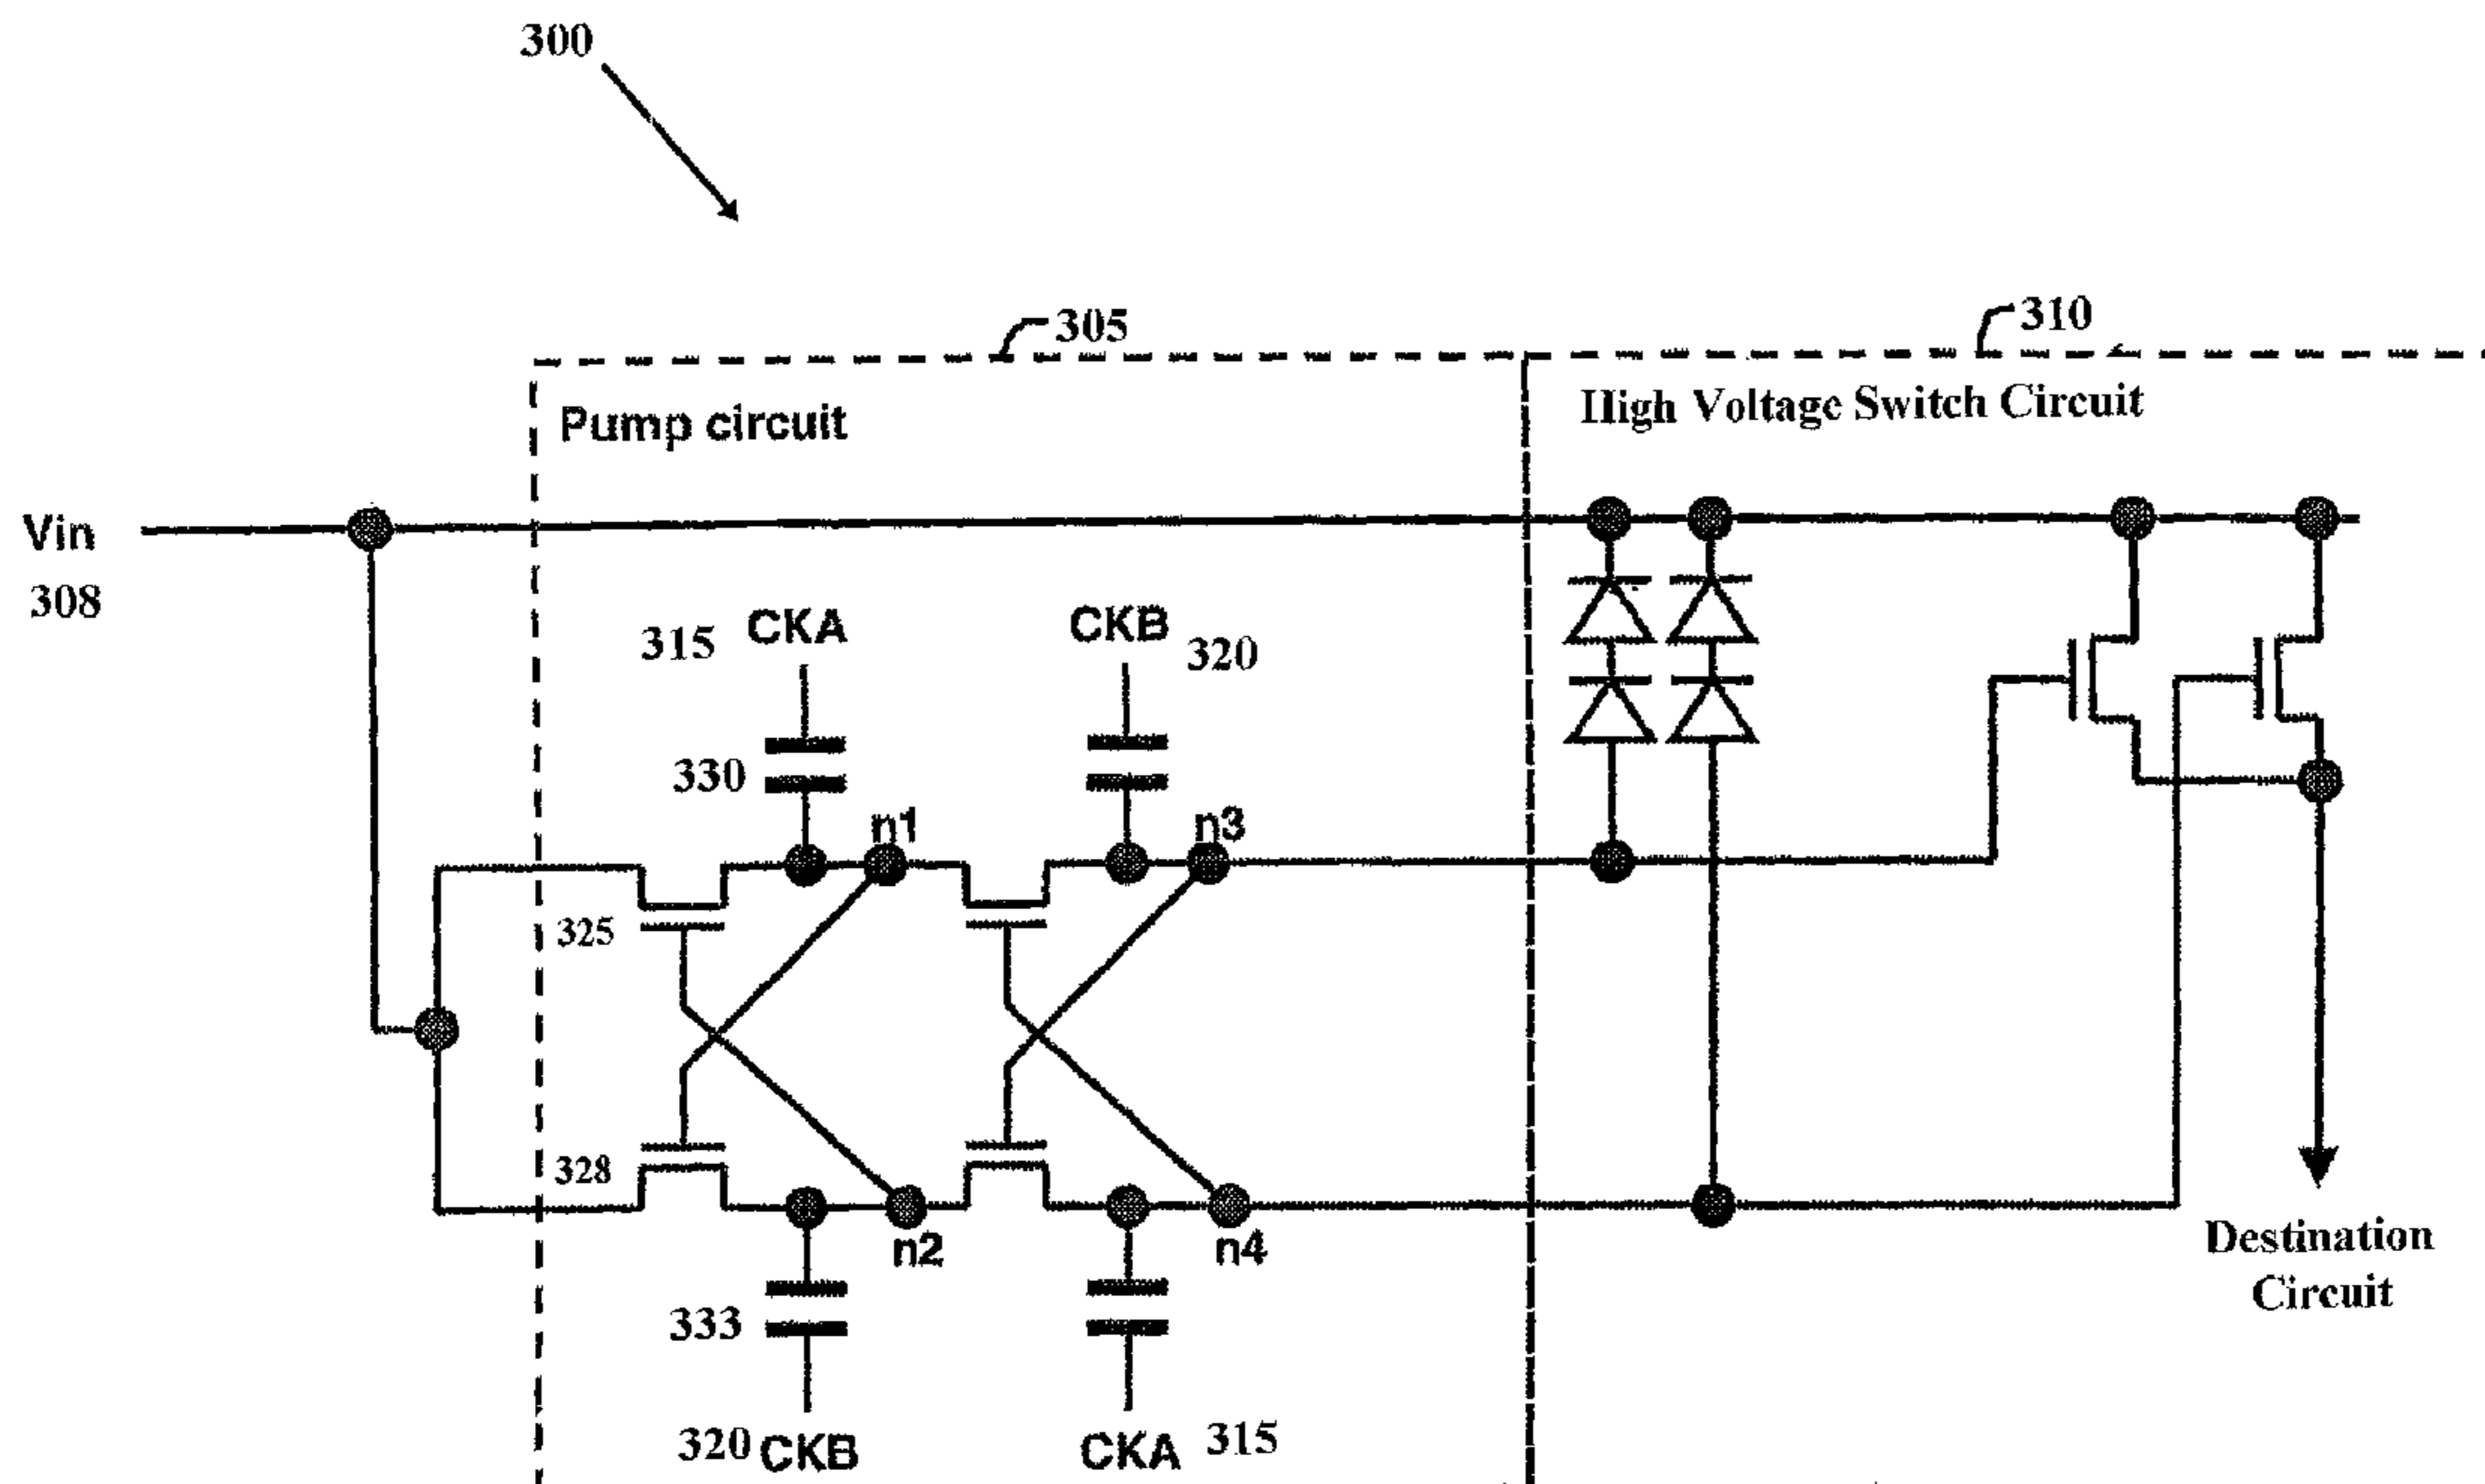 300
305
310
Pump circuit
High Voltage Switch Circuit
Vin
308
315 CKA
CKB 320
330
n1
n3
325
328
n2
n4
333
320 CKB
CKA 315
Destination
Circuit